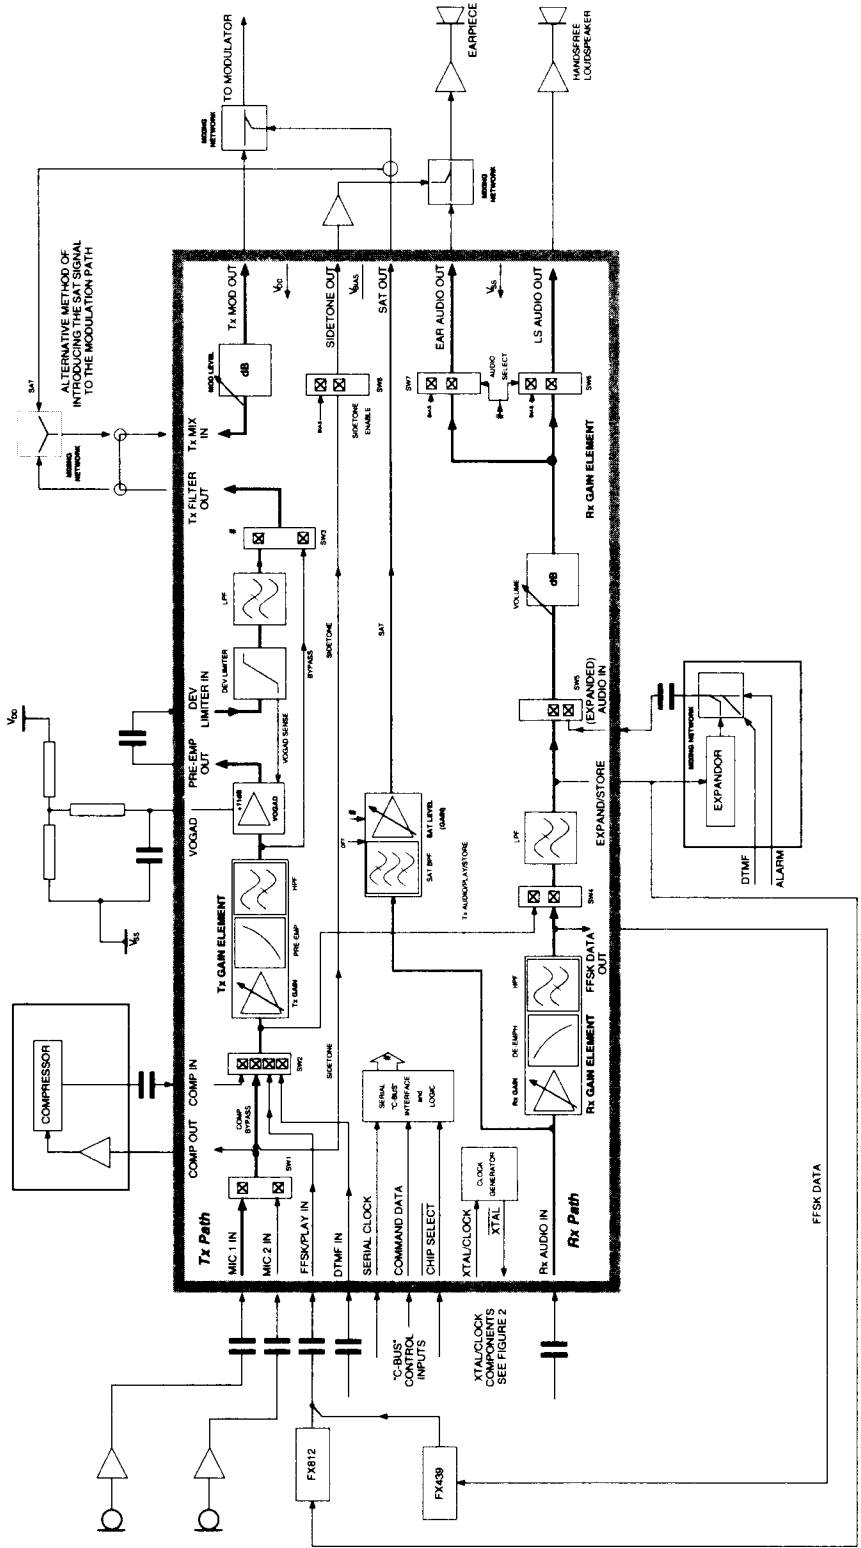 TO MODULATOR
MIXING
NETWORK
EARPIECE
HANDSFREE
LOUDSPEAKER
MIXING
NETWORK
SAT
ALTERNATIVE METHOD OF
INTRODUCING THE SAT SIGNAL
TO THE MODULATION PATH
MIXING
NETWORK
Tx MOD OUT
VDD
SIDETONE OUT
VBIAS
SAT OUT
EAR AUDIO OUT
VSS
LS AUDIO OUT
MOD LEVEL
dB
Tx MIX
IN
BIAS
SW8
SIDETONE
ENABLE
SW7
BIAS
AUDIO
SELECT
#
BIAS
SW6
Tx FILTER
OUT
#
SW3
LPF
DEV LIMITER
DEV
LIMITER IN
BYPASS
VOGAD SENSE
SIDETONE
SAT
Rx GAIN ELEMENT
VOLUME
dB
SW5
(EXPANDED)
AUDIO IN
VDD
VSS
PRE-EMP
OUT
VOGAD
+11dB
VOGAD
Tx GAIN ELEMENT
HPF
PRE-EMP
Tx GAIN
#
SAT LEVEL
(GAIN)
SAT BPF
Tx AUDIO/PLAY/STORE
LPF
EXPAND/STORE
SW4
MIXING NETWORK
EXPANDOR
DTMF
ALARM
COMPRESSOR
COMP IN
COMP OUT
COMP
BYPASS
SW2
SW1
SIDETONE
#
SERIAL
"C-BUS"
INTERFACE
and
LOGIC
HPF
FFSK DATA
OUT
DE-EMPH
Rx GAIN
Rx GAIN ELEMENT
CLOCK
GENERATOR
Tx Path
MIC.1 IN
MIC.2 IN
FFSK/PLAY IN
DTMF IN
SERIAL CLOCK
COMMAND DATA
CHIP SELECT
XTAL/CLOCK
XTAL
Rx AUDIO IN
Rx Path
"C-BUS"
CONTROL
INPUTS
XTAL/CLOCK
COMPONENTS
SEE FIGURE 2
FX812
FX439
FFSK DATA